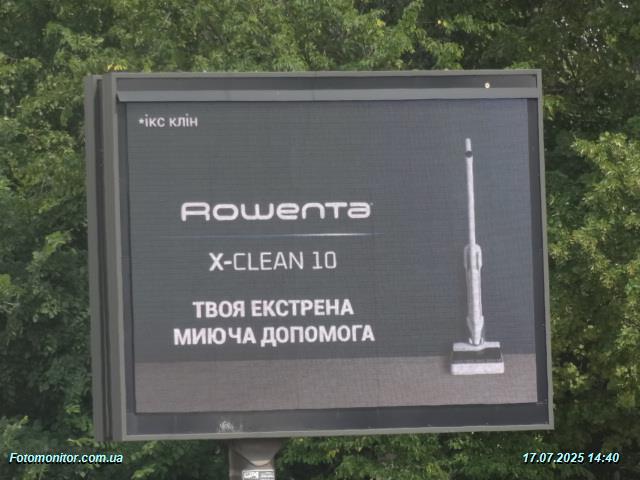 *ікс клін
Rowenta
X-CLEAN 10
ТВОЯ ЕКСТРЕНА
МИЮЧА ДОПОМОГА
Fotomonitor.com.ua
17.07.2025 14:40